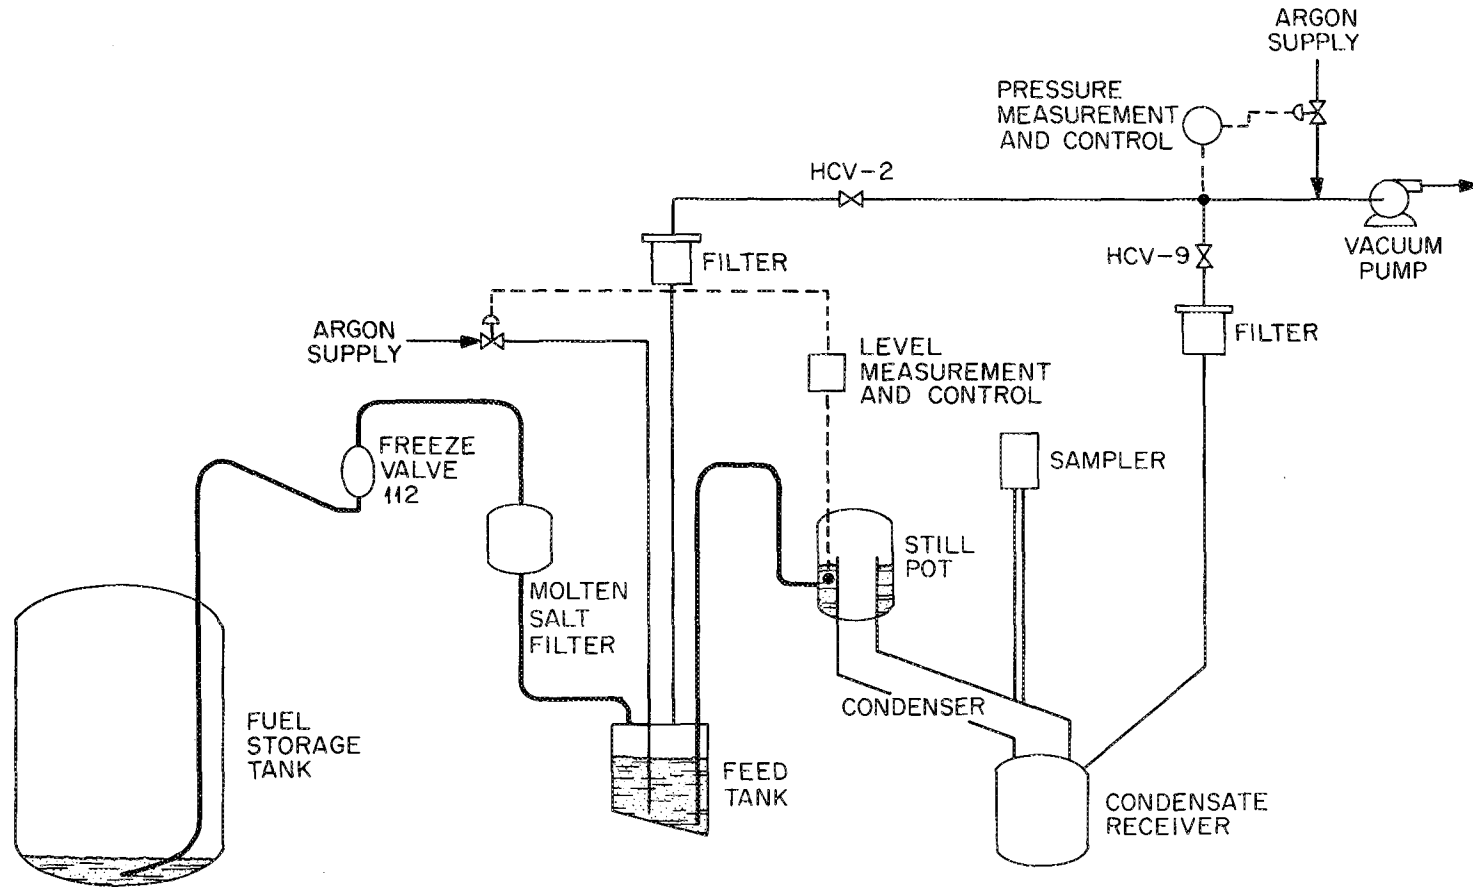 ARGON
SUPPLY
PRESSURE
MEASUREMENT
AND CONTROL
HCV-2
FILTER
HCV-9
VACUUM
PUMP
ARGON
SUPPLY
LEVEL
MEASUREMENT
AND CONTROL
FILTER
FREEZE
VALVE
112
SAMPLER
STILL
POT
MOLTEN
SALT
FILTER
CONDENSER
FUEL
STORAGE
TANK
FEED
TANK
CONDENSATE
RECEIVER